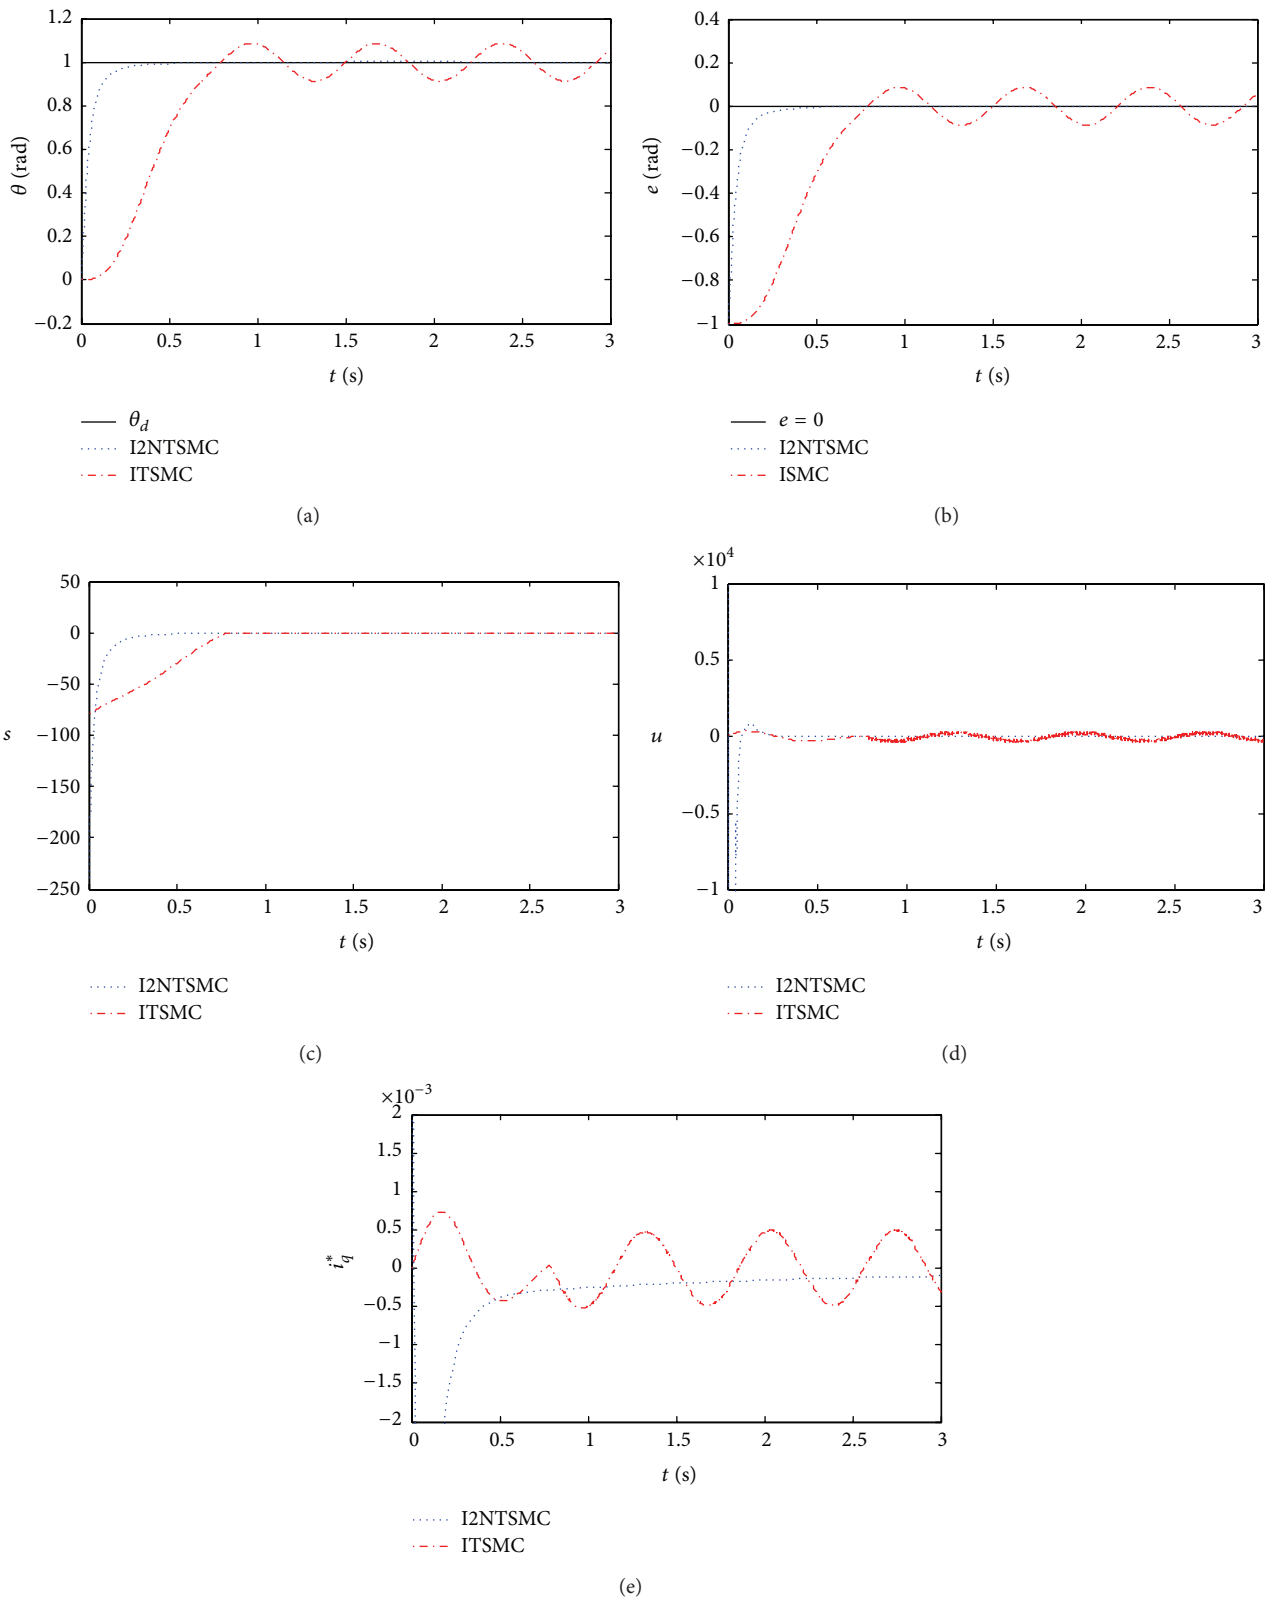 1.2
1
0.8
0.6
0.4
0.2
0
−0.2
θ (rad)
0 0.5 1 1.5 2 2.5 3
t (s)
θd
I2NTSMC
ITSMC
(a)
0.4
0.2
0
−0.2
−0.4
−0.6
−0.8
−1
e (rad)
0 0.5 1 1.5 2 2.5 3
t (s)
e = 0
I2NTSMC
ISMC
(b)
50
0
−50
−100
−150
−200
−250
s
0 0.5 1 1.5 2 2.5 3
t (s)
I2NTSMC
ITSMC
(c)
×10⁴
1
0.5
0
−0.5
−1
u
0 0.5 1 1.5 2 2.5 3
t (s)
I2NTSMC
ITSMC
(d)
×10⁻³
2
1.5
1
0.5
0
−0.5
−1
−1.5
−2
i*q
0 0.5 1 1.5 2 2.5 3
t (s)
I2NTSMC
ITSMC
(e)